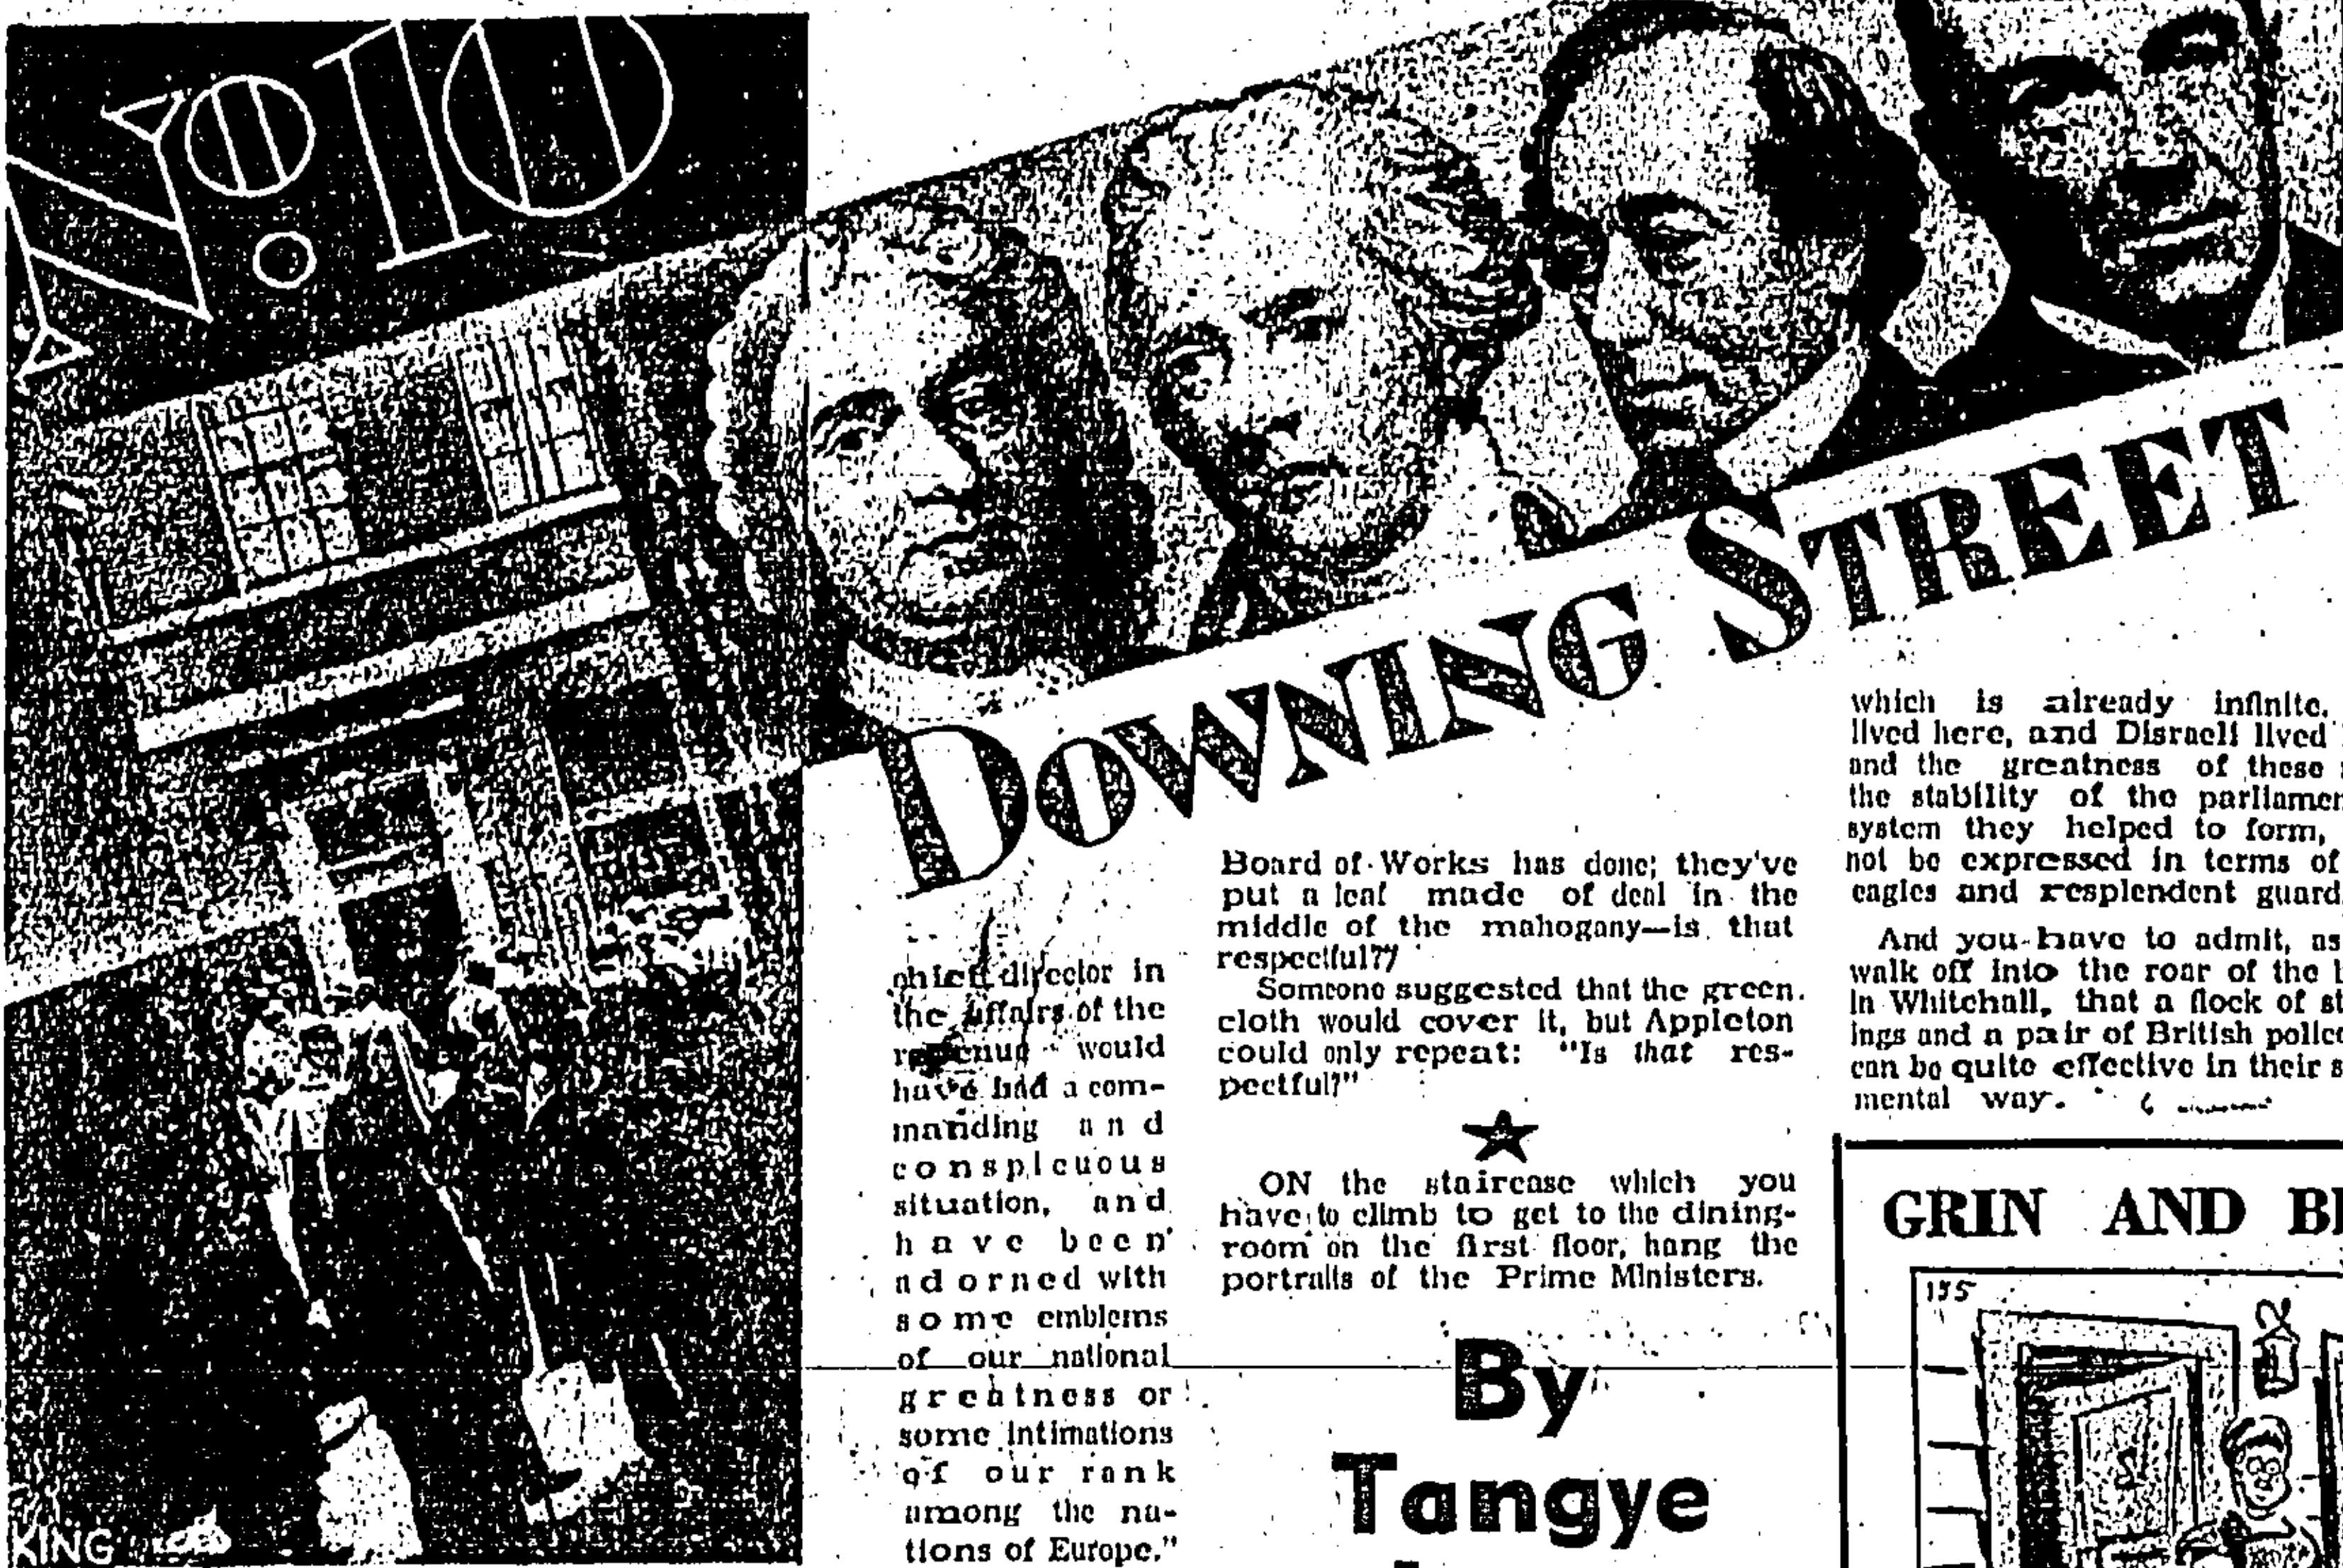 No. 10
DOWNING STREET
chief director in
the affairs of the
revenue would
have had a com-
manding and
conspicuous
situation, and
have been
adorned with
some emblems
of our national
greatness or
some intimations
of our rank
among the na-
tions of Europe."
Board of Works has done; they've
put a leaf made of deal in the
middle of the mahogany—is that
respectful?"
Someone suggested that the green
cloth would cover it, but Appleton
could only repeat: "Is that res-
pectful?"
ON the staircase which you
have to climb to get to the dining-
room on the first floor, hang the
portraits of the Prime Ministers.
By
Tangye
which is already infinite.
lived here, and Disraeli lived
and the greatness of these
the stability of the parliamen
system they helped to form,
not be expressed in terms of
eagles and resplendent guard
And you have to admit, as
walk off into the roar of the
in Whitehall, that a flock of st
ings and a pair of British police
can be quite effective in their s
mental way.
GRIN AND BE
155
KING